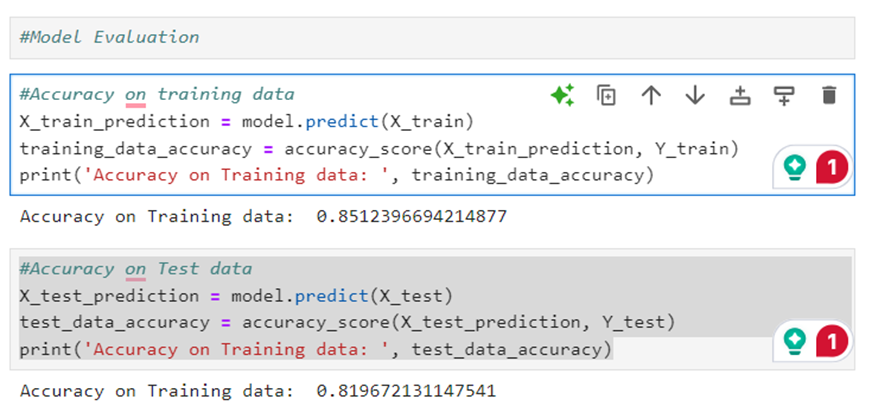 #Model Evaluation
#Accuracy on training data
X_train_prediction = model.predict(X_train)
training_data_accuracy = accuracy_score(X_train_prediction, Y_train)
print('Accuracy on Training data: ', training_data_accuracy)
1
Accuracy on Training data:  0.8512396694214877
#Accuracy on Test data
X_test_prediction = model.predict(X_test)
test_data_accuracy = accuracy_score(X_test_prediction, Y_test)
print('Accuracy on Training data: ', test_data_accuracy)
1
Accuracy on Training data:  0.819672131147541